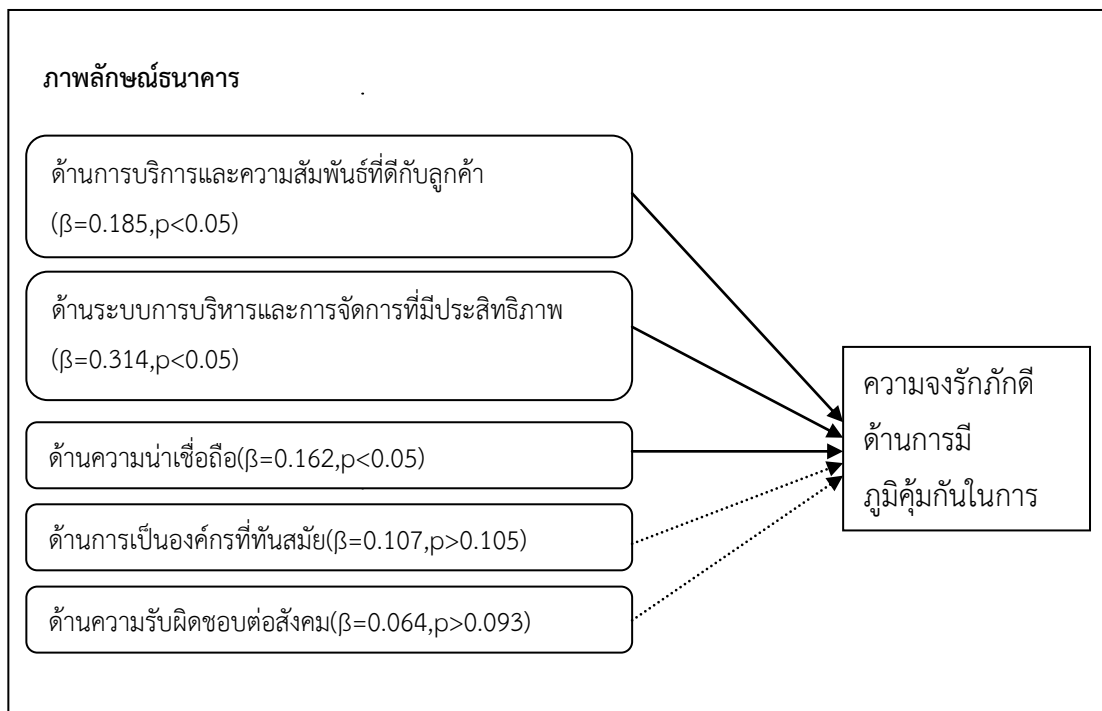 ภาพลักษณ์ธนาคาร
ด้านการบริการและความสัมพันธ์ที่ดีกับลูกค้า
(ß=0.185,p<0.05)
ด้านระบบการบริหารและการจัดการที่มีประสิทธิภาพ
(ß=0.314,p<0.05)
ด้านความน่าเชื่อถือ(ß=0.162,p<0.05)
ด้านการเป็นองค์กรที่ทันสมัย(ß=0.107,p>0.105)
ด้านความรับผิดชอบต่อสังคม(ß=0.064,p>0.093)
ความจงรักภักดี
ด้านการมี
ภูมิคุ้มกันในการ